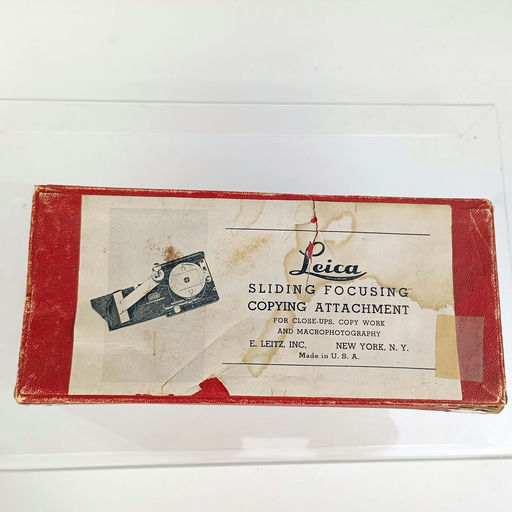 Leica
SLIDING FOCUSING
COPYING ATTACHMENT
FOR CLOSE-UPS, COPY WORK
AND MACROPHOTOGRAPHY
E. LEITZ, INC. NEW YORK, N. Y.
Made in U. S. A.